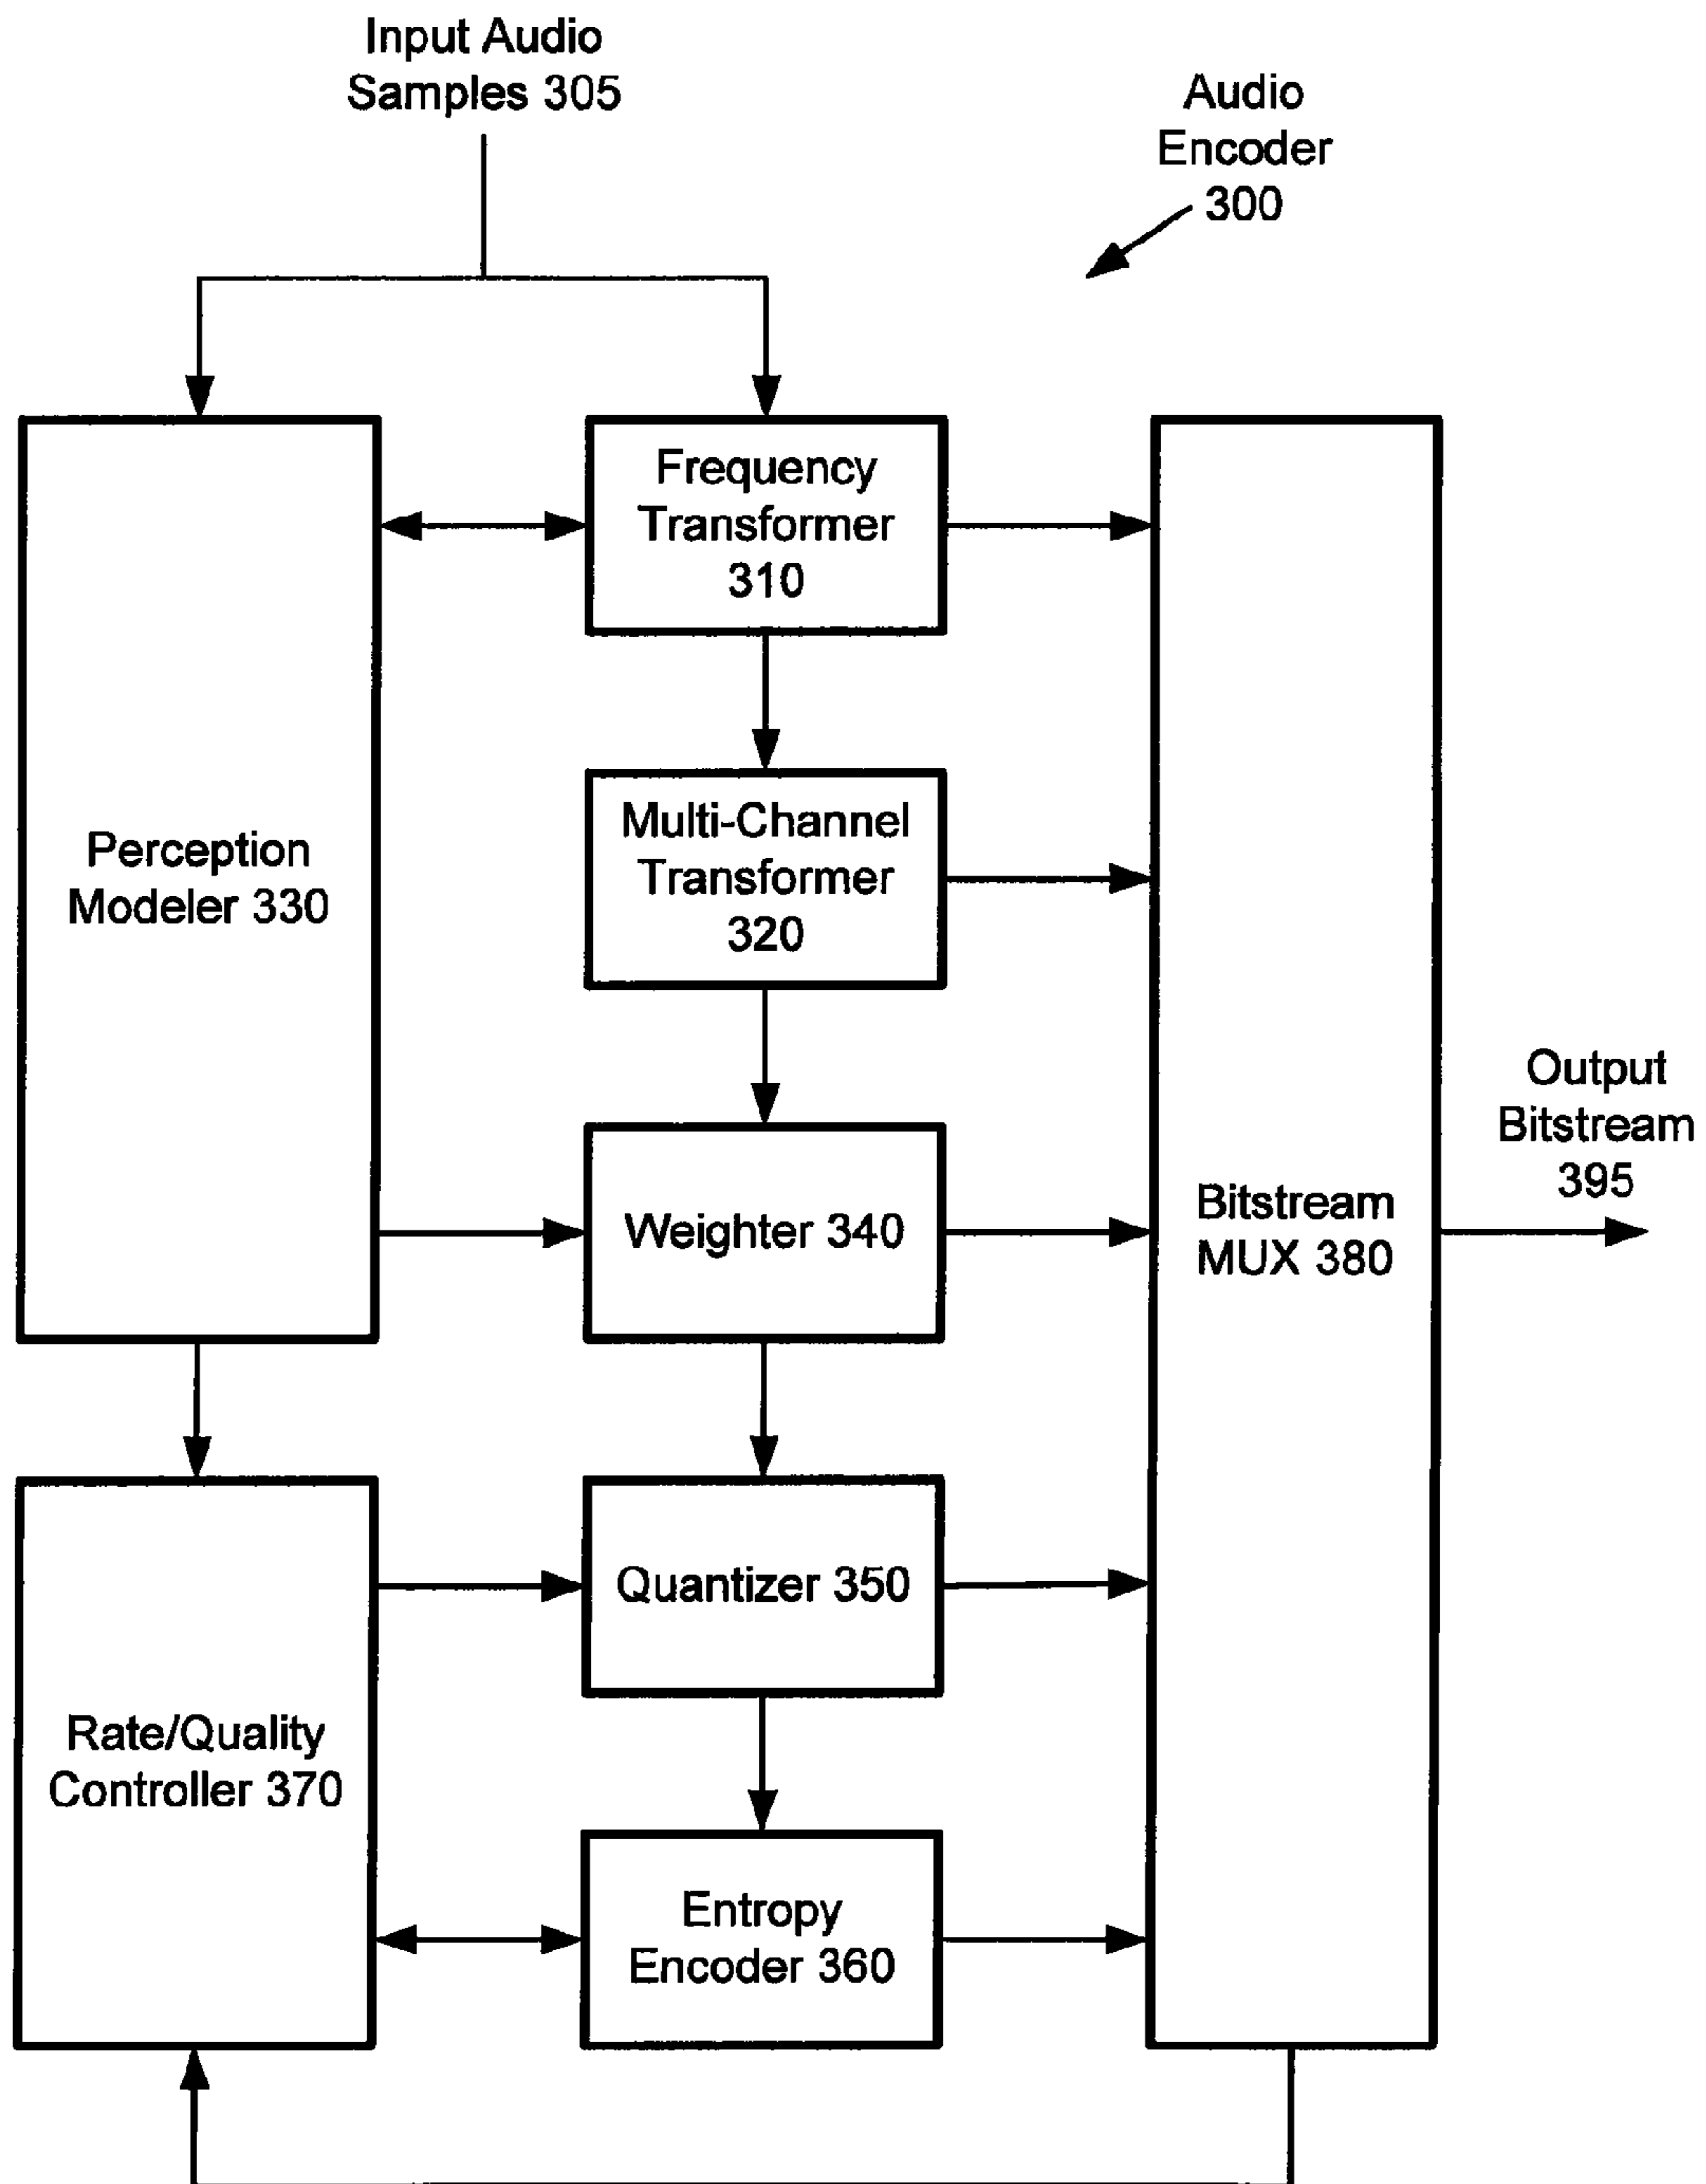 Input Audio
Samples 305
Audio
Encoder
300
Frequency
Transformer
310
Perception
Modeler 330
Multi-Channel
Transformer
320
Weighter 340
Bitstream
MUX 380
Output
Bitstream
395
Quantizer 350
Rate/Quality
Controller 370
Entropy
Encoder 360